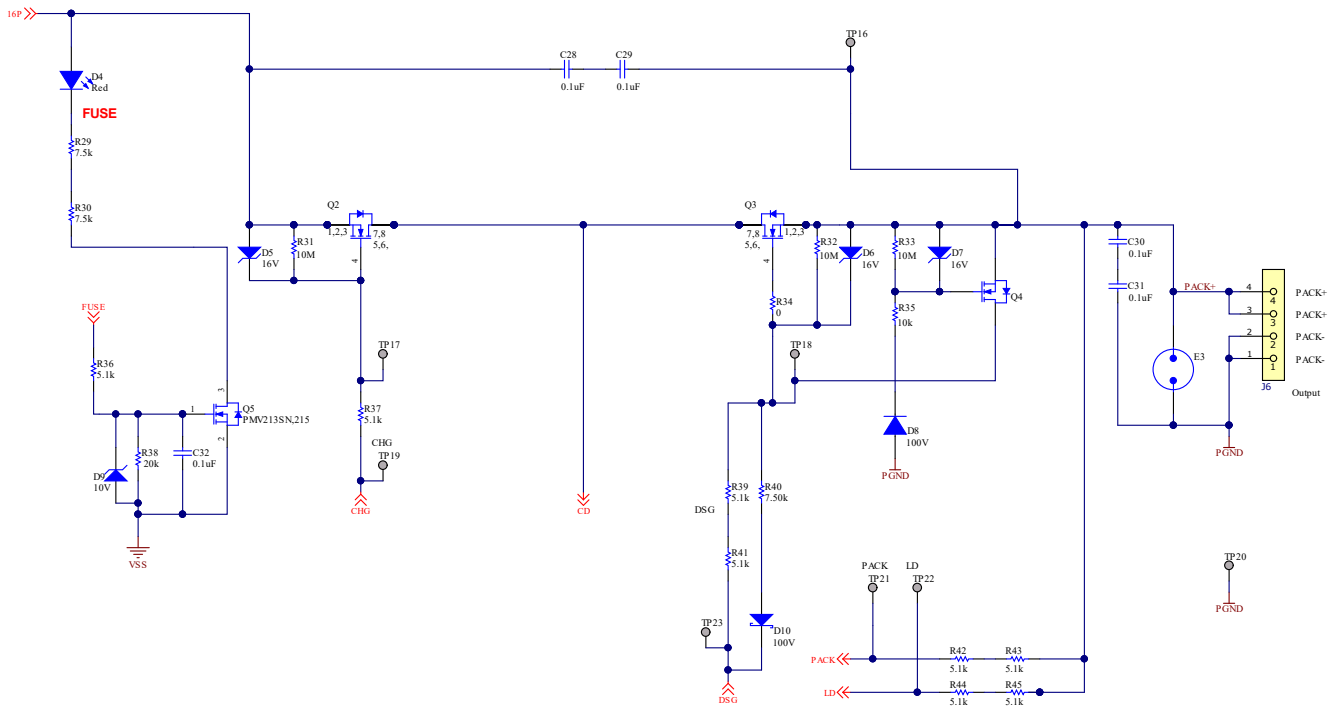 16P
TP16
C28
C29
0.1uF
0.1uF
D4
Red
FUSE
R29
7.5k
R30
7.5k
Q2
1,2,3
7,8
5,6,
4
D5
16V
R31
10M
Q3
7,8
5,6,
1,2,3
4
R32
10M
D6
16V
R33
10M
D7
16V
Q4
R34
0
R35
10k
C30
0.1uF
C31
0.1uF
PACK+
4
3
2
1
4
3
2
1
PACK+
PACK+
PACK-
PACK-
J6
Output
E3
FUSE
R36
5.1k
TP17
TP18
3
1
2
Q5
PMV213SN,215
R37
5.1k
CHG
TP19
CHG
D9
10V
R38
20k
C32
0.1uF
VSS
CD
D8
100V
PGND
PGND
R39
5.1k
R40
7.50k
DSG
R41
5.1k
TP23
D10
100V
DSG
PACK
TP21
LD
TP22
TP20
PGND
PACK
R42
5.1k
R43
5.1k
LD
R44
5.1k
R45
5.1k